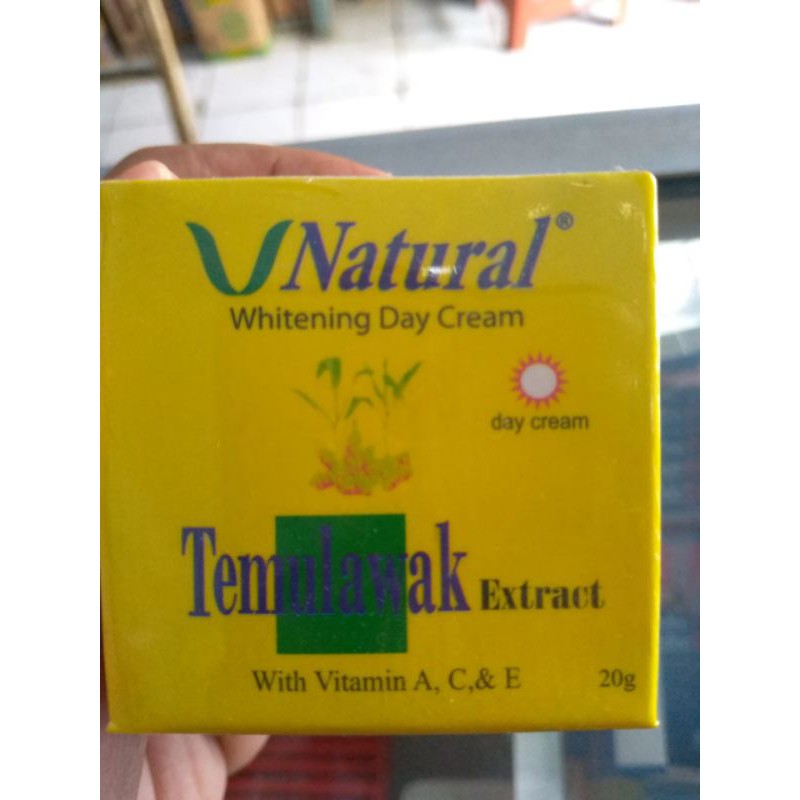 VNatural®
Whitening Day Cream
day cream
Temulawak Extract
With Vitamin A, C,& E
20g